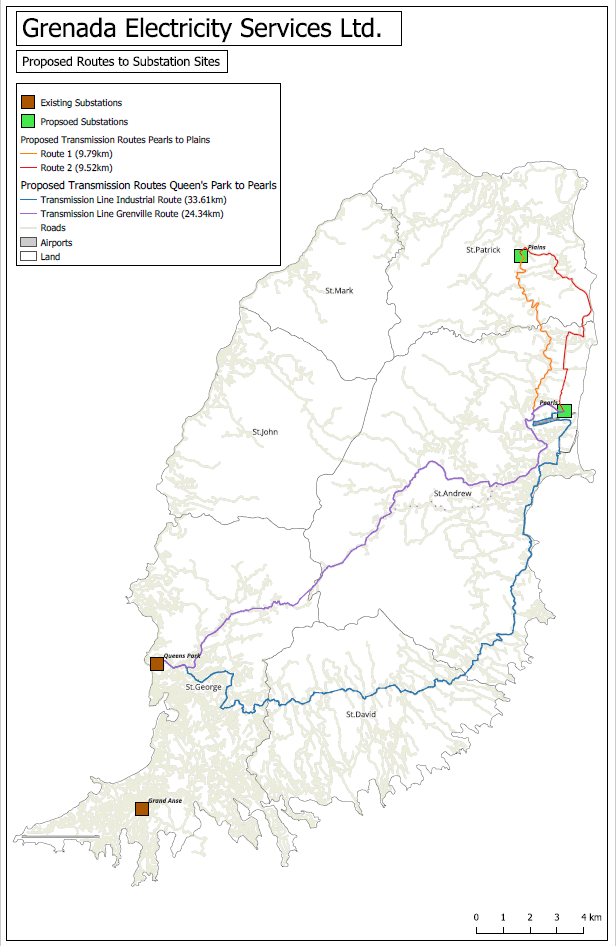 Grenada Electricity Services Ltd.
Proposed Routes to Substation Sites
Existing Substations
Propsoed Substations
Proposed Transmission Routes Pearls to Plains
Route 1 (9.79km)
Route 2 (9.52km)
Proposed Transmission Routes Queen's Park to Pearls
Transmission Line Industrial Route (33.61km)
Transmission Line Grenville Route (24.34km)
Roads
Airports
Land
Plains
St.Patrick
St.Mark
Pearls
St.John
St.Andrew
Queens Park
St.George
St.David
Grand Anse
0 1 2 3 4 km